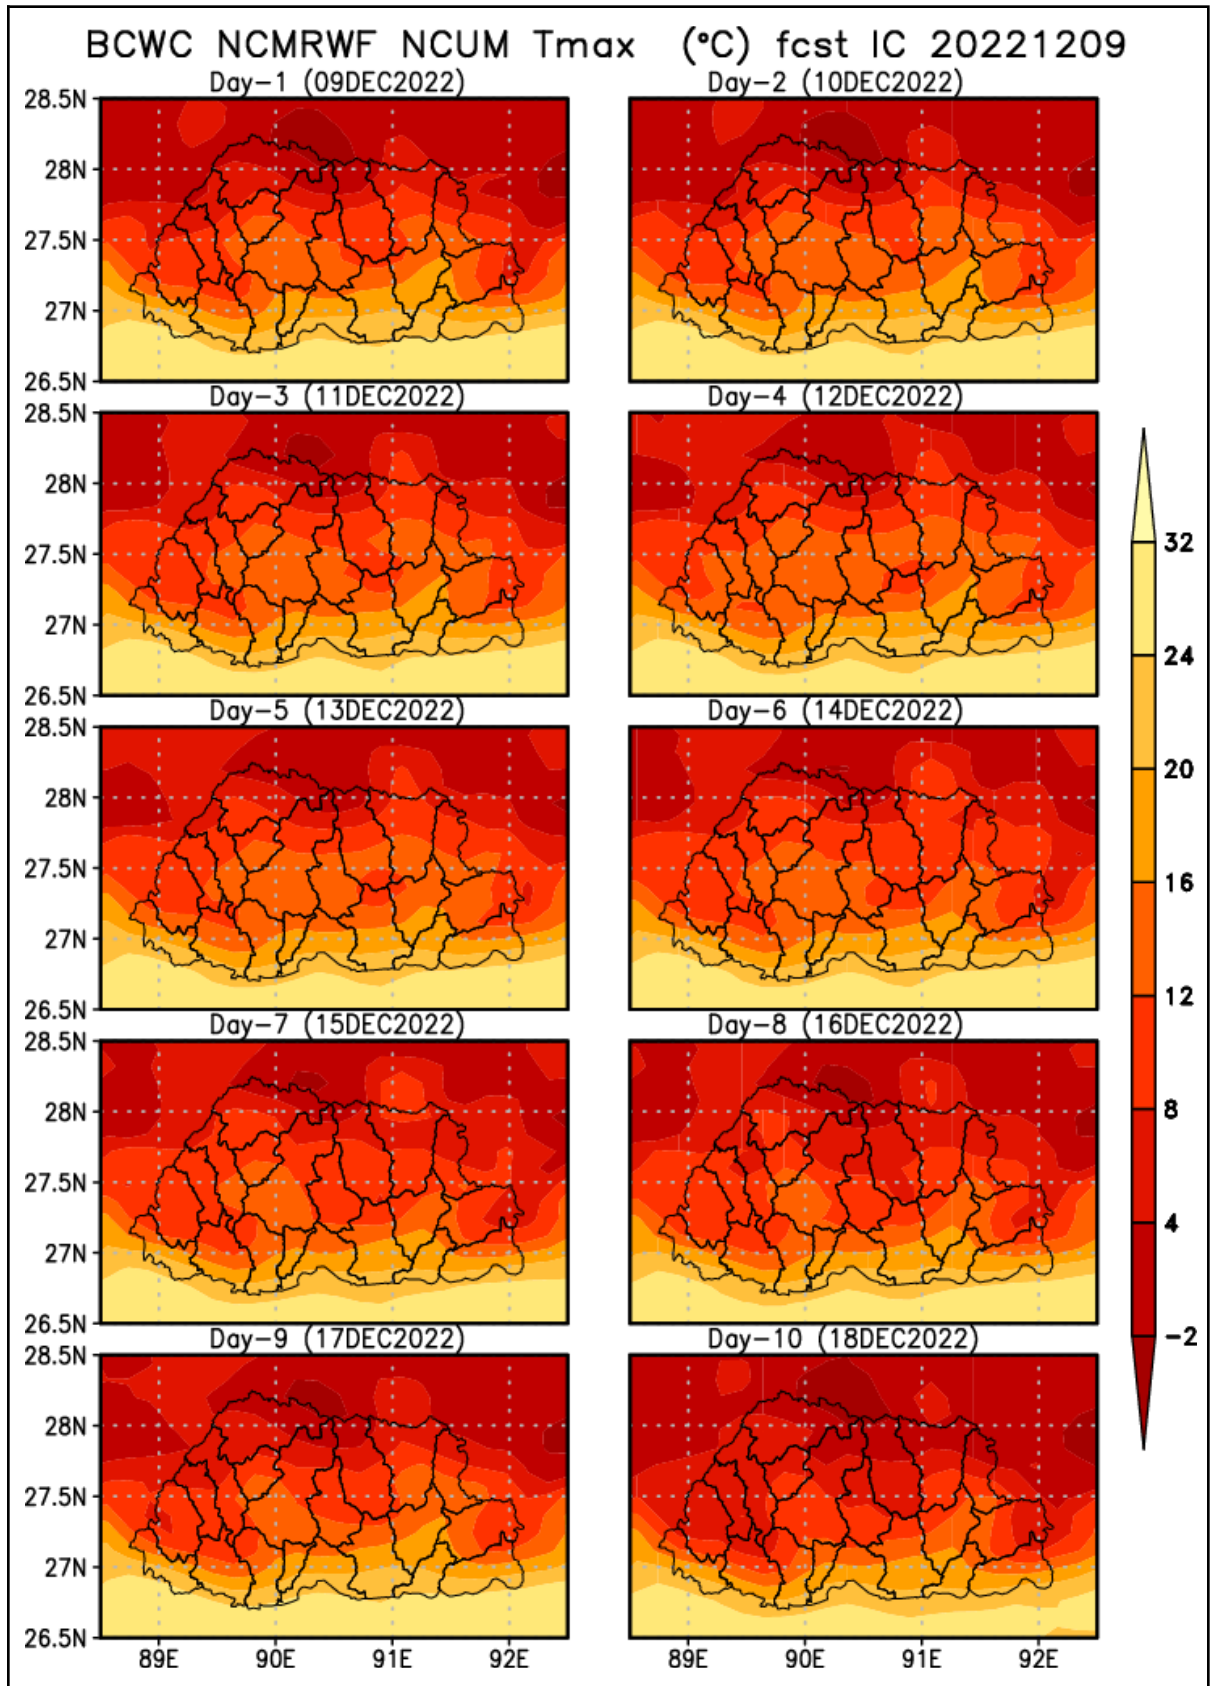 BCWC NCMRWF NCUM Tmax (°C) fcst IC 20221209
Day-1 (09DEC2022) Day-2 (10DEC2022)
28.5N
28N
27.5N
27N
26.5N
Day-3 (11DEC2022) Day-4 (12DEC2022)
28.5N
28N
27.5N
27N
26.5N
Day-5 (13DEC2022) Day-6 (14DEC2022)
28.5N
28N
27.5N
27N
26.5N
Day-7 (15DEC2022) Day-8 (16DEC2022)
28.5N
28N
27.5N
27N
26.5N
Day-9 (17DEC2022) Day-10 (18DEC2022)
28.5N
28N
27.5N
27N
26.5N
89E 90E 91E 92E 89E 90E 91E 92E
32
24
20
16
12
8
4
-2